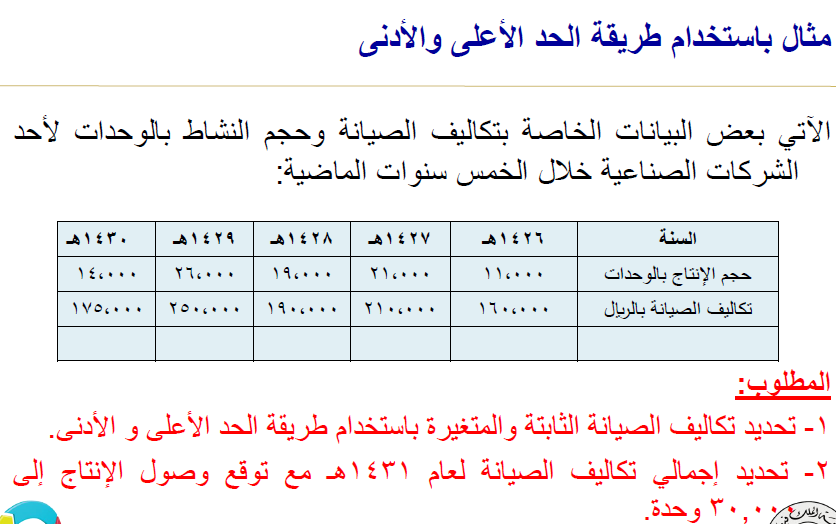 مثال باستخدام طريقة الحد الأعلى والأدنى
الآتي بعض البيانات الخاصة بتكاليف الصيانة وحجم النشاط بالوحدات لأحد
الشركات الصناعية خلال الخمس سنوات الماضية:
السنة ١٤٢٦هـ ١٤٢٧هـ ١٤٢٨هـ ١٤٢٩هـ ١٤٣٠هـ
حجم الإنتاج بالوحدات ١١،٠٠٠ ٢١،٠٠٠ ١٩،٠٠٠ ٢٦،٠٠٠ ١٤،٠٠٠
تكاليف الصيانة بالريال ١٦٠،٠٠٠ ٢١٠،٠٠٠ ١٩٠،٠٠٠ ٢٥٠،٠٠٠ ١٧٥،٠٠٠
المطلوب:
١- تحديد تكاليف الصيانة الثابتة والمتغيرة باستخدام طريقة الحد الأعلى و الأدنى.
٢- تحديد إجمالي تكاليف الصيانة لعام ١٤٣١هـ مع توقع وصول الإنتاج إلى
٣٠,٠٠٠ وحدة.